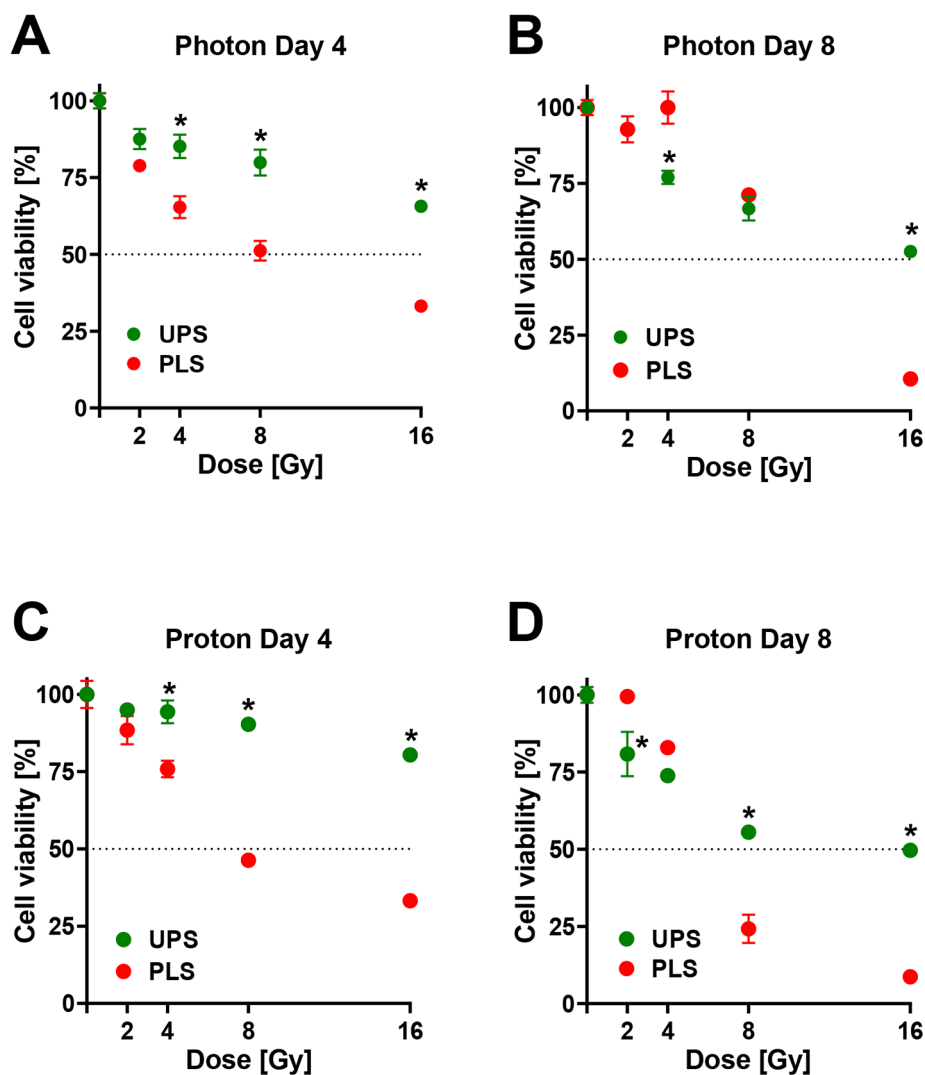 A
Photon Day 4
Cell viability [%]
100
75
50
25
0
* * *
UPS
PLS
2 4 8 16
Dose [Gy]
B
Photon Day 8
Cell viability [%]
100
75
50
25
0
* *
UPS
PLS
2 4 8 16
Dose [Gy]
C
Proton Day 4
Cell viability [%]
100
75
50
25
0
* * *
UPS
PLS
2 4 8 16
Dose [Gy]
D
Proton Day 8
Cell viability [%]
100
75
50
25
0
* * *
UPS
PLS
2 4 8 16
Dose [Gy]